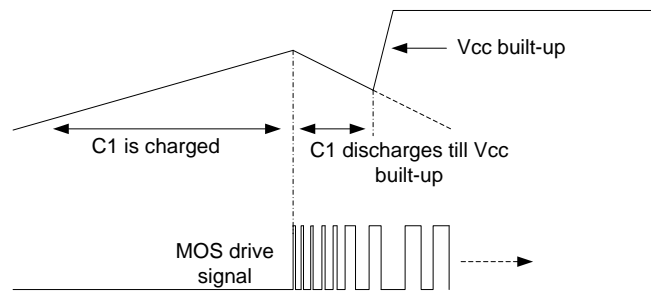 Vcc built-up
C1 is charged
C1 discharges till Vcc
built-up
MOS drive
signal